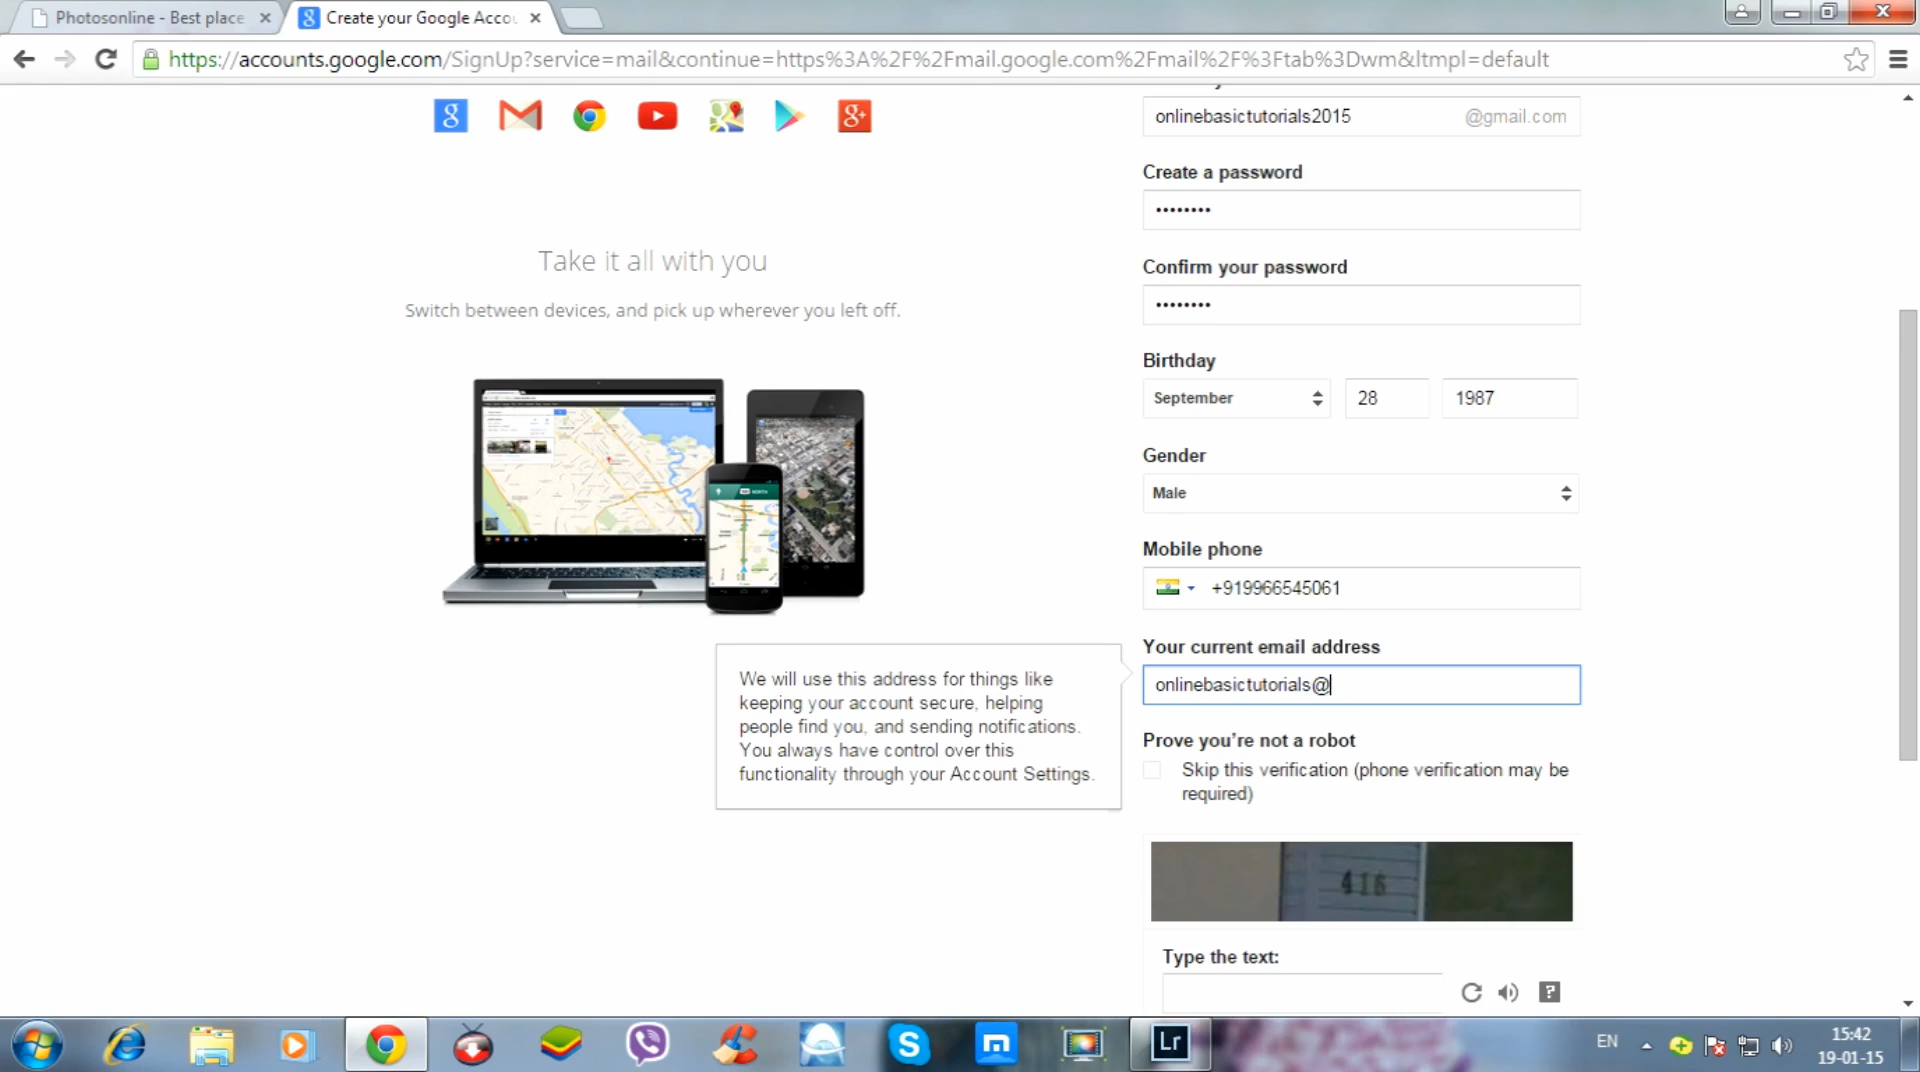 Photosonline - Best place
Create your Google Accou
https://accounts.google.com/SignUp?service=mail&continue=https%3A%2F%2Fmail.google.com%2Fmail%2F%3Ftab%3Dwm&ltmpl=default
onlinebasictutorials2015 @gmail.com
Create a password
••••••••
Confirm your password
••••••••
Take it all with you
Switch between devices, and pick up wherever you left off.
Birthday
September 28 1987
Gender
Male
Mobile phone
+919966545061
Your current email address
onlinebasictutorials@
We will use this address for things like
keeping your account secure, helping
people find you, and sending notifications.
You always have control over this
functionality through your Account Settings.
Prove you’re not a robot
Skip this verification (phone verification may be
required)
416
Type the text:
Lr
EN
15:42
19-01-15